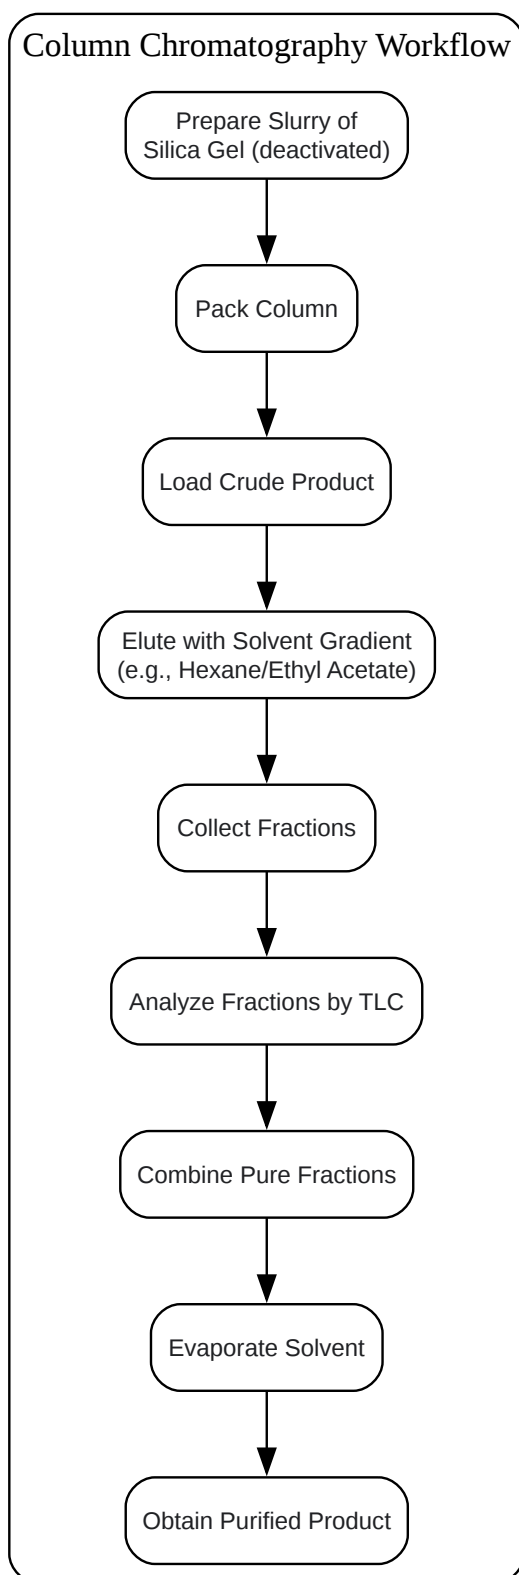 Column Chromatography Workflow
Prepare Slurry of
Silica Gel (deactivated)
Pack Column
Load Crude Product
Elute with Solvent Gradient
(e.g., Hexane/Ethyl Acetate)
Collect Fractions
Analyze Fractions by TLC
Combine Pure Fractions
Evaporate Solvent
Obtain Purified Product